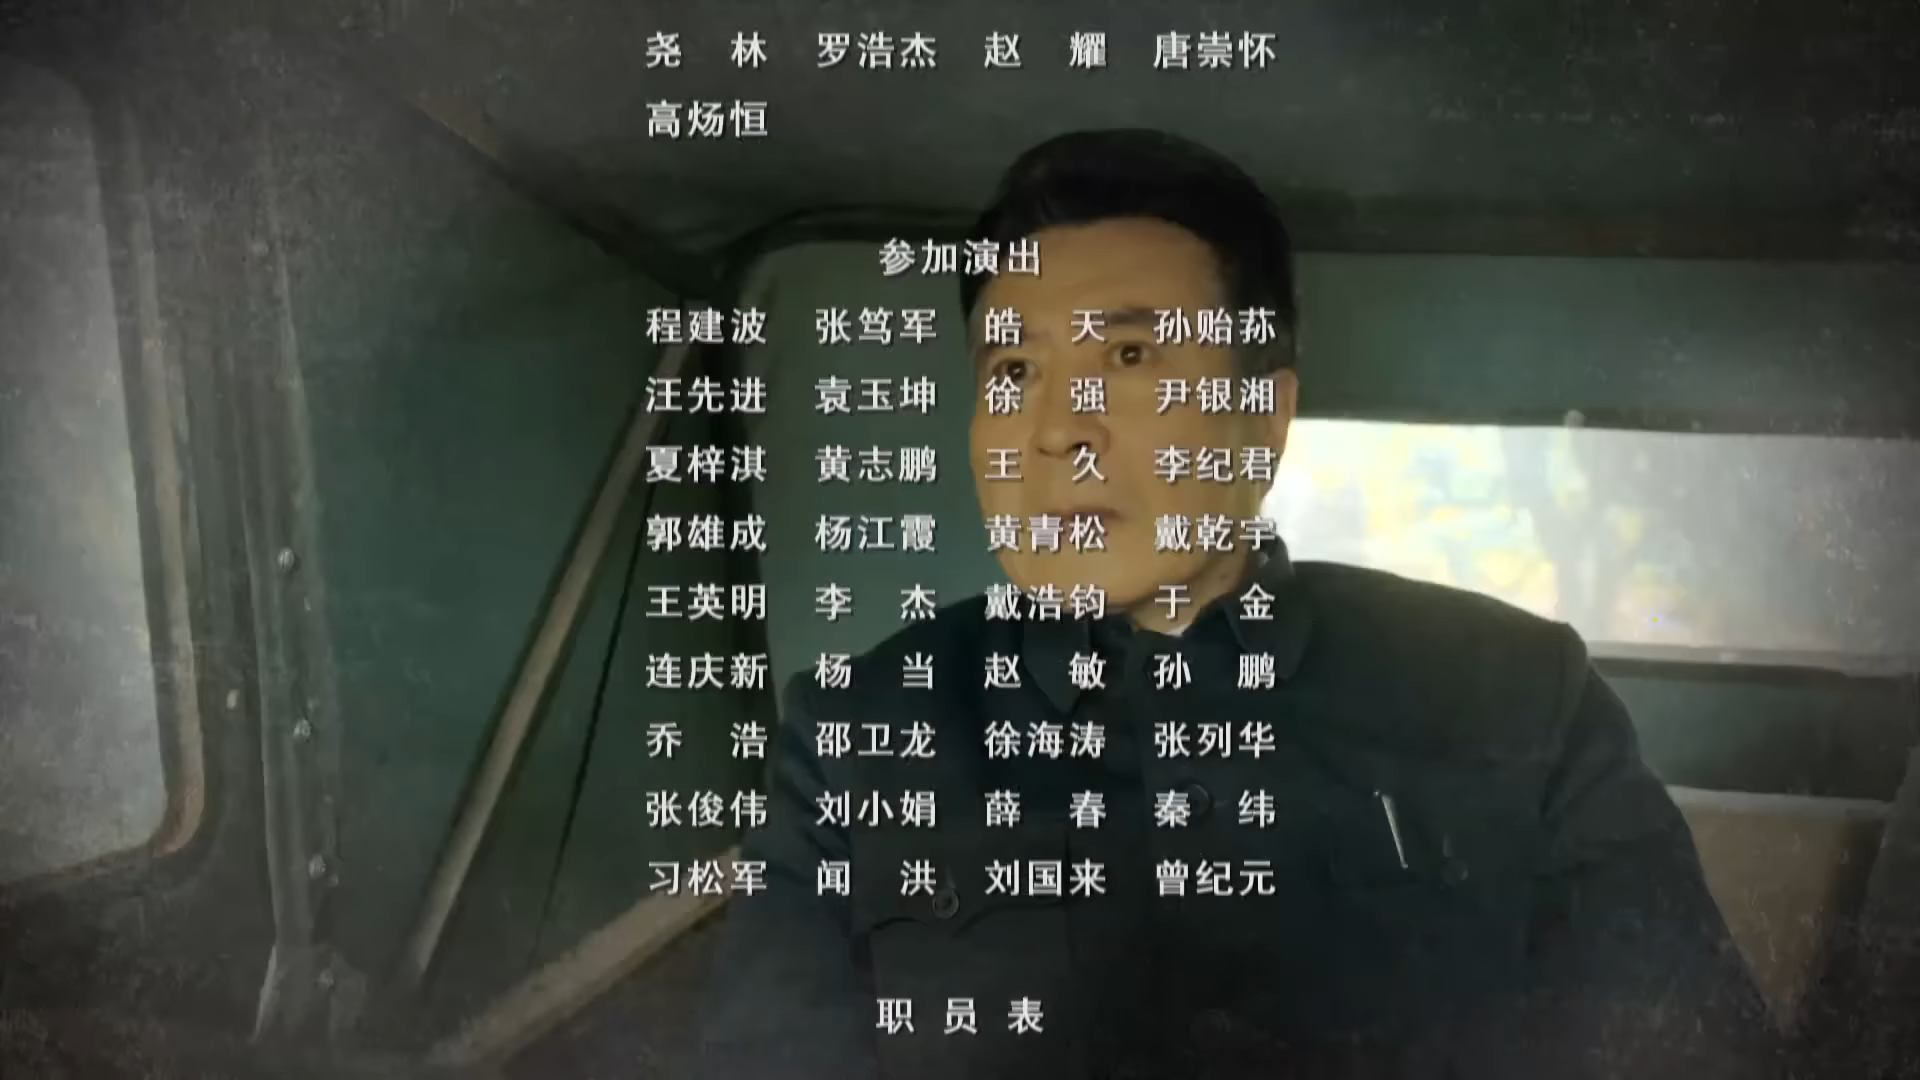 尧 林 罗浩杰 赵 耀 唐崇怀
高炀恒
参加演出
程建波 张笃军 皓 天 孙贻荪
汪先进 袁玉坤 徐 强 尹银湘
夏梓淇 黄志鹏 王 久 李纪君
郭雄成 杨江霞 黄青松 戴乾宇
王英明 李 杰 戴浩钧 于 金
连庆新 杨 当 赵 敏 孙 鹏
乔 浩 邵卫龙 徐海涛 张列华
张俊伟 刘小娟 薛 春 秦 纬
习松军 闻 洪 刘国来 曾纪元
职 员 表